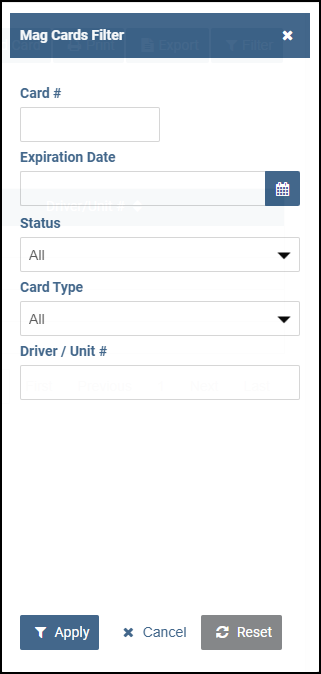 Mag Cards Filter
Card #
Expiration Date
Status
All
Card Type
All
Driver / Unit #
Apply Cancel Reset